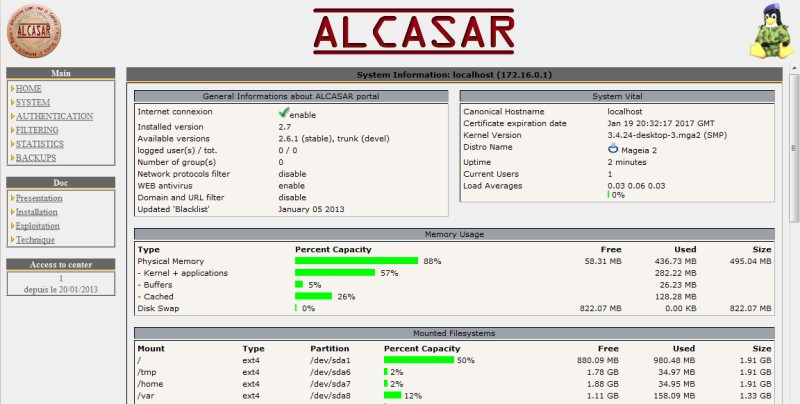 ALCASAR
ALCASAR
Main
HOME
SYSTEM
AUTHENTICATION
FILTERING
STATISTICS
BACKUPS
Doc
Presentation
Installation
Exploitation
Technique
Access to center
1
depuis le 20/01/2013
System Information: localhost (172.16.0.1)
General Informations about ALCASAR portal
Internet connexion enable
Installed version 2.7
Available versions 2.6.1 (stable), trunk (devel)
logged user(s) / tot. 0 / 0
Number of group(s) 0
Network protocols filter disable
WEB antivirus enable
Domain and URL filter disable
Updated 'Blacklist' January 05 2013
System Vital
Canonical Hostname localhost
Certificate expiration date Jan 19 20:32:17 2017 GMT
Kernel Version 3.4.24-desktop-3.mga2 (SMP)
Distro Name Mageia 2
Uptime 2 minutes
Current Users 1
Load Averages 0.03 0.06 0.03
0%
Memory Usage
Type Percent Capacity Free Used Size
Physical Memory 88% 58.31 MB 436.73 MB 495.04 MB
- Kernel + applications 57% 282.22 MB
- Buffers 5% 26.23 MB
- Cached 26% 128.28 MB
Disk Swap 0% 822.07 MB 0.00 KB 822.07 MB
Mounted Filesystems
Mount Type Partition Percent Capacity Free Used Size
/ ext4 /dev/sda1 50% 880.09 MB 980.48 MB 1.91 GB
/tmp ext4 /dev/sda6 2% 1.78 GB 34.97 MB 1.91 GB
/home ext4 /dev/sda7 2% 1.88 GB 34.95 MB 1.91 GB
/var ext4 /dev/sda8 12% 1.11 GB 158.09 MB 1.33 GB